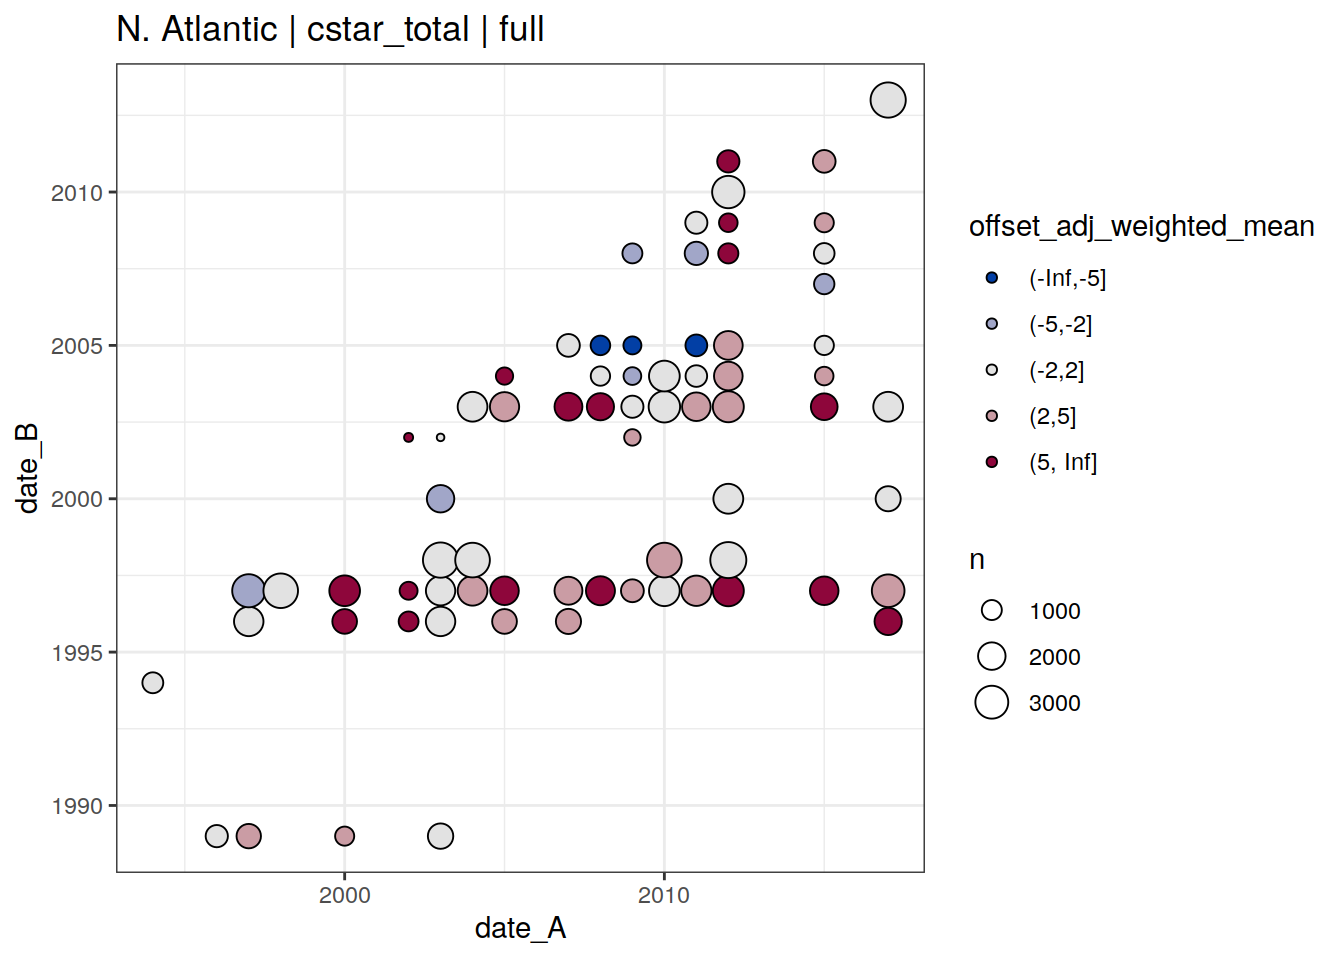 N. Atlantic | cstar_total | full
2010
2005
2000
1995
1990
date_B
2000
2010
date_A
offset_adj_weighted_mean
(-Inf,-5]
(-5,-2]
(-2,2]
(2,5]
(5, Inf]
n
1000
2000
3000